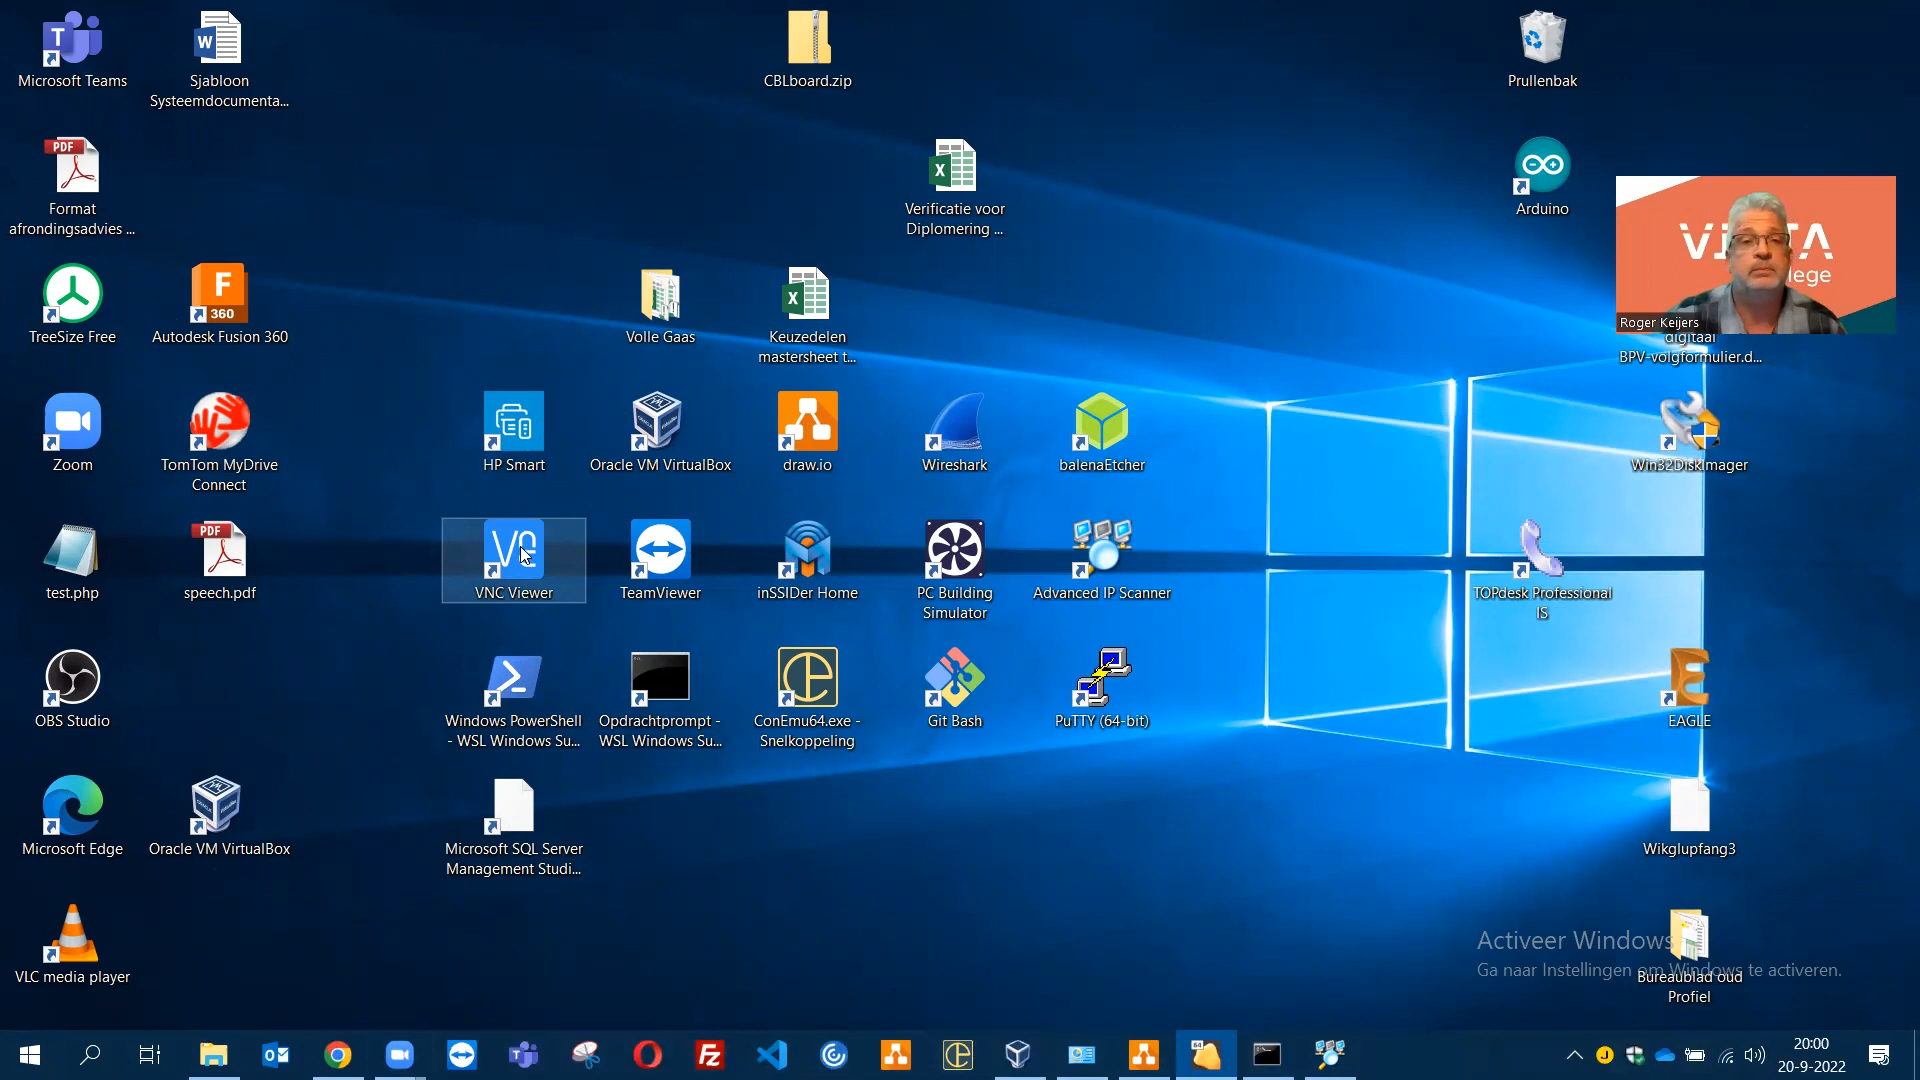 Microsoft Teams
Sjabloon
Systeemdocumenta...
CBLboard.zip
Prullenbak
Format
afrondingsadvies ...
Verificatie voor
Diplomering ...
Arduino
Roger Keijers
digitaal
BPV-volgformulier.d...
TreeSize Free
Autodesk Fusion 360
Volle Gaas
Keuzedelen
mastersheet t...
Zoom
TomTom MyDrive
Connect
HP Smart
Oracle VM VirtualBox
draw.io
Wireshark
balenaEtcher
Win32DiskImager
test.php
speech.pdf
VNC Viewer
TeamViewer
inSSIDer Home
PC Building
Simulator
Advanced IP Scanner
TOPdesk Professional
IS
OBS Studio
Windows PowerShell
- WSL Windows Su...
Opdrachtprompt -
WSL Windows Su...
ConEmu64.exe -
Snelkoppeling
Git Bash
PuTTY (64-bit)
EAGLE
Microsoft Edge
Oracle VM VirtualBox
Microsoft SQL Server
Management Studi...
Wikglupfang3
VLC media player
Activeer Windows
Ga naar Instellingen om Windows te activeren.
Bureaublad oud
Profiel
20:00
20-9-2022